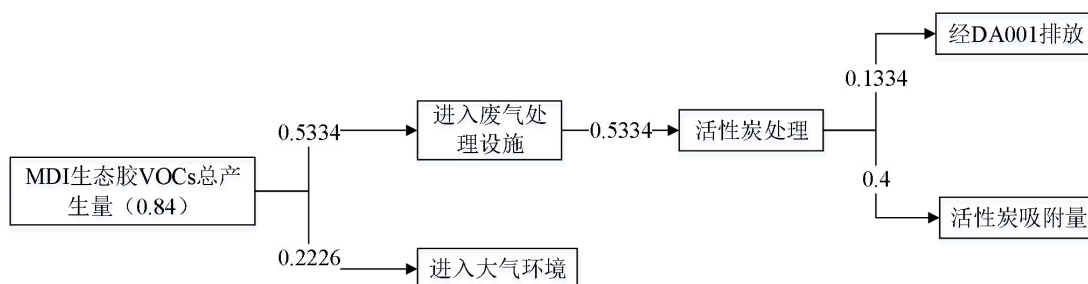 经DA001排放
0.1334
进入废气处
理设施
0.5334
0.5334
活性炭处理
MDI生态胶VOCs总产
生量（0.84）
0.4
活性炭吸附量
0.2226
进入大气环境